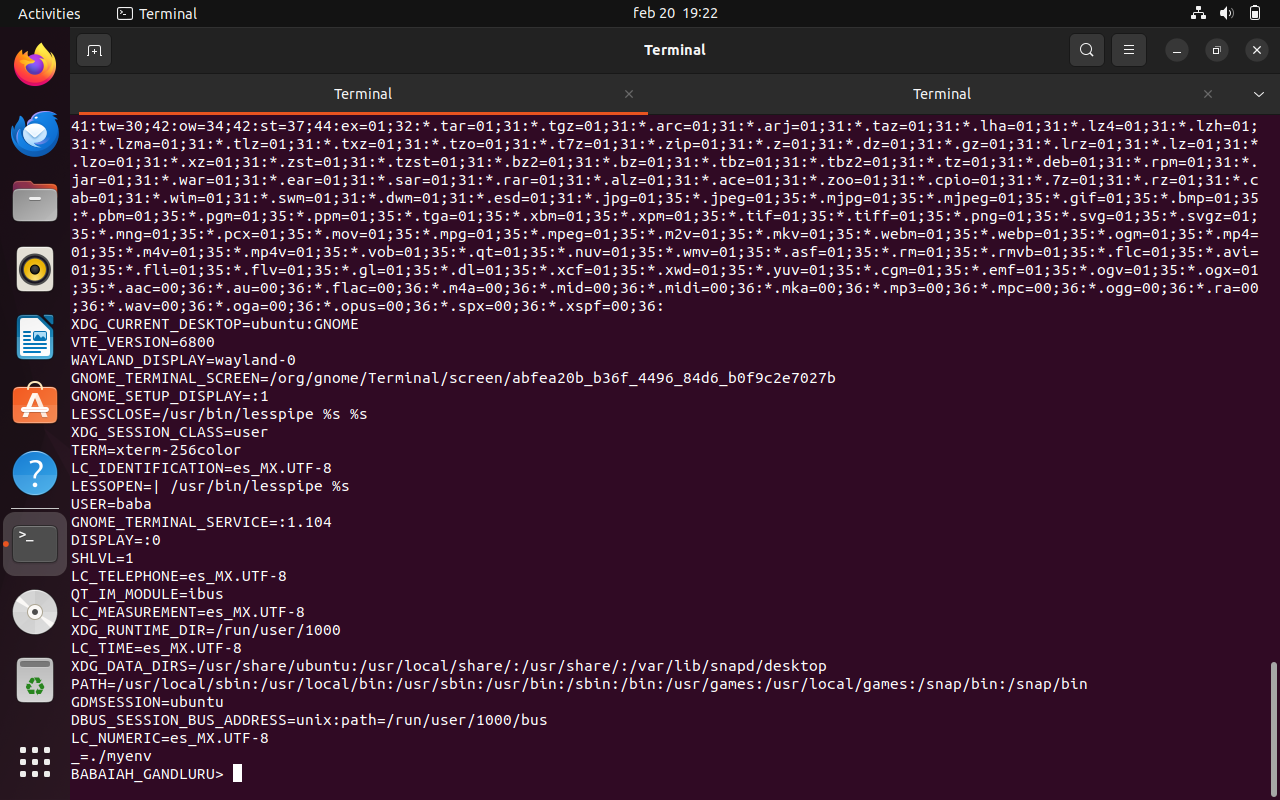 Activities
Terminal
feb 20 19:22
Terminal
Terminal
Terminal
41:tw=30;42:ow=34;42:st=37;44:ex=01;32:*.tar=01;31:*.tgz=01;31:*.arc=01;31:*.arj=01;31:*.taz=01;31:*.lha=01;31:*.lz4=01;31:*.lzh=01;
31:*.lzma=01;31:*.tlz=01;31:*.txz=01;31:*.tzo=01;31:*.t7z=01;31:*.zip=01;31:*.z=01;31:*.dz=01;31:*.gz=01;31:*.lrz=01;31:*.lz=01;31:*
.lzo=01;31:*.xz=01;31:*.zst=01;31:*.tzst=01;31:*.bz2=01;31:*.bz=01;31:*.tbz=01;31:*.tbz2=01;31:*.tz=01;31:*.deb=01;31:*.rpm=01;31:*.
jar=01;31:*.war=01;31:*.ear=01;31:*.sar=01;31:*.rar=01;31:*.alz=01;31:*.ace=01;31:*.zoo=01;31:*.cpio=01;31:*.7z=01;31:*.rz=01;31:*.c
ab=01;31:*.wim=01;31:*.swm=01;31:*.dwm=01;31:*.esd=01;31:*.jpg=01;35:*.jpeg=01;35:*.mjpg=01;35:*.mjpeg=01;35:*.gif=01;35:*.bmp=01;35
:*.pbm=01;35:*.pgm=01;35:*.ppm=01;35:*.tga=01;35:*.xbm=01;35:*.xpm=01;35:*.tif=01;35:*.tiff=01;35:*.png=01;35:*.svg=01;35:*.svgz=01;
35:*.mng=01;35:*.pcx=01;35:*.mov=01;35:*.mpg=01;35:*.mpeg=01;35:*.m2v=01;35:*.mkv=01;35:*.webm=01;35:*.webp=01;35:*.ogm=01;35:*.mp4=
01;35:*.m4v=01;35:*.mp4v=01;35:*.vob=01;35:*.qt=01;35:*.nuv=01;35:*.wmv=01;35:*.asf=01;35:*.rm=01;35:*.rmvb=01;35:*.flc=01;35:*.avi=
01;35:*.fli=01;35:*.flv=01;35:*.gl=01;35:*.dl=01;35:*.xcf=01;35:*.xwd=01;35:*.yuv=01;35:*.cgm=01;35:*.emf=01;35:*.ogv=01;35:*.ogx=01
;35:*.aac=00;36:*.au=00;36:*.flac=00;36:*.m4a=00;36:*.mid=00;36:*.midi=00;36:*.mka=00;36:*.mp3=00;36:*.mpc=00;36:*.ogg=00;36:*.ra=00
;36:*.wav=00;36:*.oga=00;36:*.opus=00;36:*.spx=00;36:*.xspf=00;36:
XDG_CURRENT_DESKTOP=ubuntu:GNOME
VTE_VERSION=6800
WAYLAND_DISPLAY=wayland-0
GNOME_TERMINAL_SCREEN=/org/gnome/Terminal/screen/abfea20b_b36f_4496_84d6_b0f9c2e7027b
GNOME_SETUP_DISPLAY=:1
LESSCLOSE=/usr/bin/lesspipe %s %s
XDG_SESSION_CLASS=user
TERM=xterm-256color
LC_IDENTIFICATION=es_MX.UTF-8
LESSOPEN=| /usr/bin/lesspipe %s
USER=baba
GNOME_TERMINAL_SERVICE=:1.104
DISPLAY=:0
SHLVL=1
LC_TELEPHONE=es_MX.UTF-8
QT_IM_MODULE=ibus
LC_MEASUREMENT=es_MX.UTF-8
XDG_RUNTIME_DIR=/run/user/1000
LC_TIME=es_MX.UTF-8
XDG_DATA_DIRS=/usr/share/ubuntu:/usr/local/share/:/usr/share/:/var/lib/snapd/desktop
PATH=/usr/local/sbin:/usr/local/bin:/usr/sbin:/usr/bin:/sbin:/bin:/usr/games:/usr/local/games:/snap/bin:/snap/bin
GDMSESSION=ubuntu
DBUS_SESSION_BUS_ADDRESS=unix:path=/run/user/1000/bus
LC_NUMERIC=es_MX.UTF-8
_=./myenv
BABAIAH_GANDLURU>